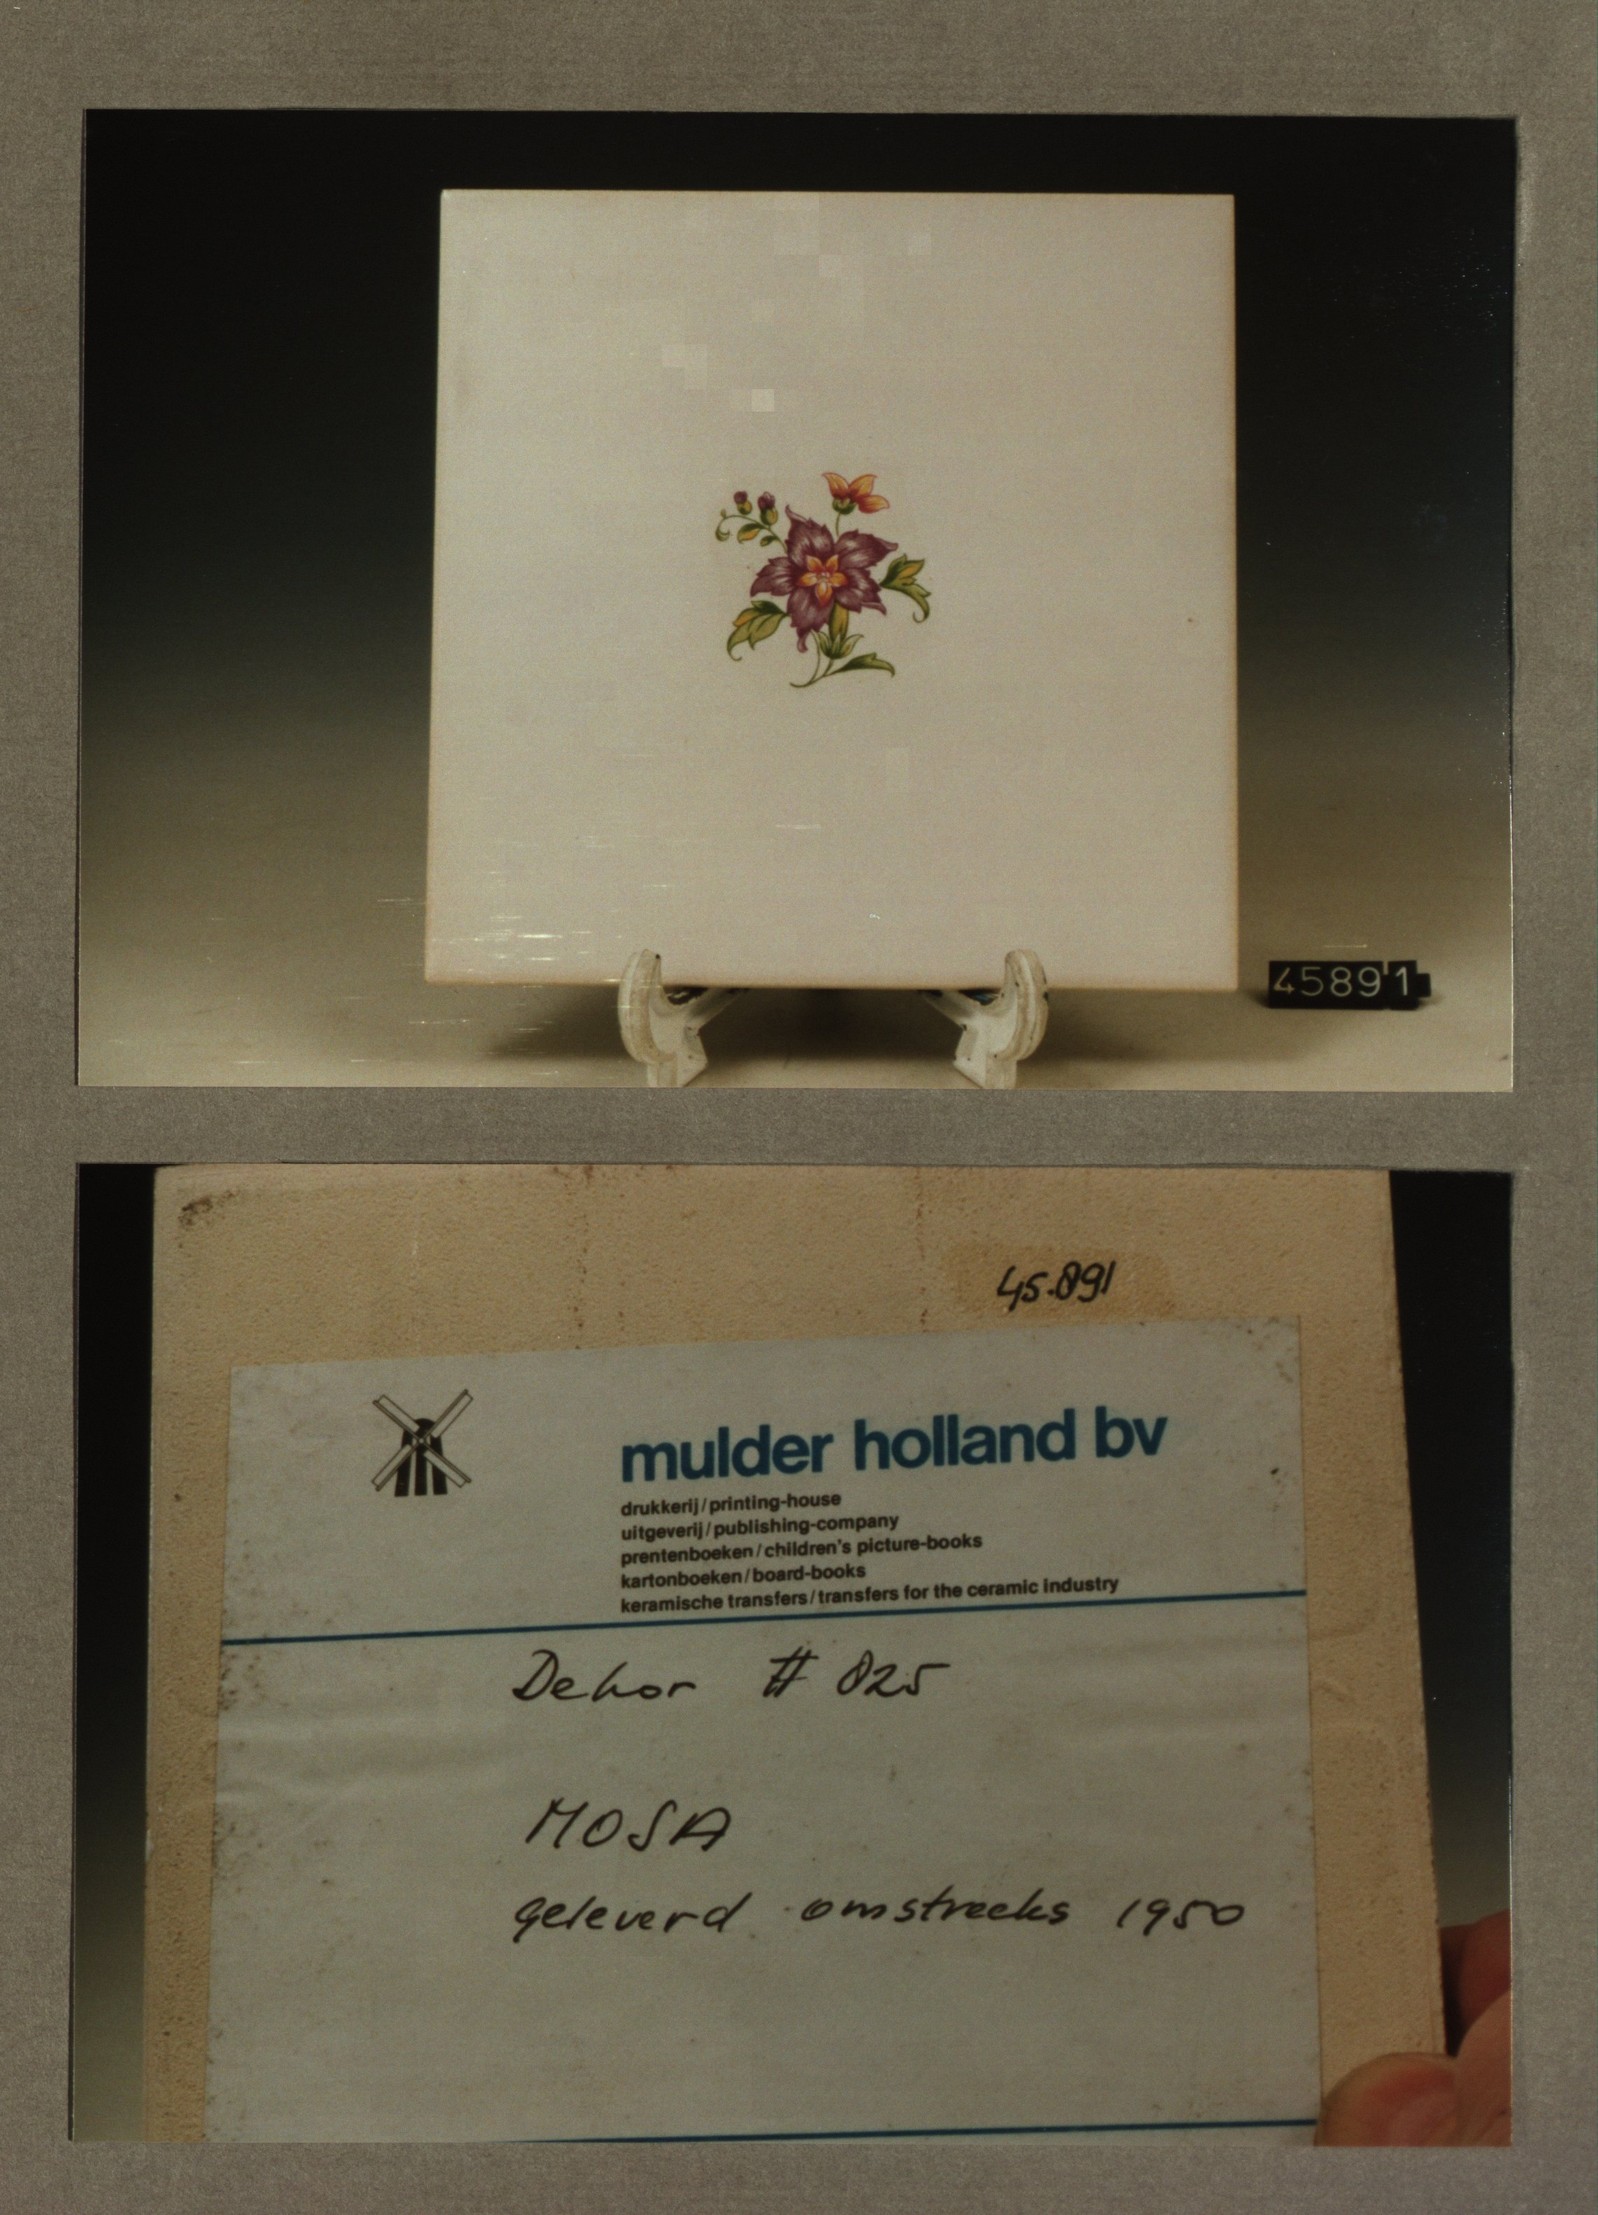 45891
45.891
mulder holland bv
drukkerij/printing-house
uitgeverij/publishing-company
prentenboeken/children's picture-books
kartonboeken/board-books
keramische transfers/transfers for the ceramic industry
Dekor # 825
MOSA
geleverd omstreeks 1950